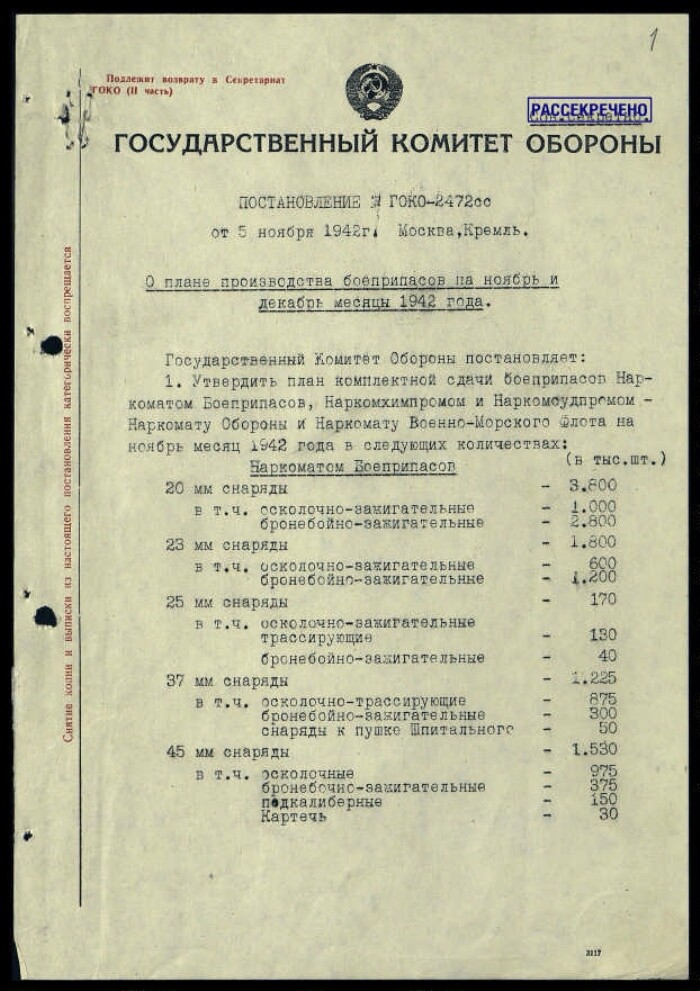 1
Подлежит возврату в Секретариат
ГОКО (II часть)
РАССЕКРЕЧЕНО
ГОСУДАРСТВЕННЫЙ КОМИТЕТ ОБОРОНЫ
ПОСТАНОВЛЕНИЕ № ГОКО-2472сс
от 5 ноября 1942г. Москва,Кремль.
О плане производства боеприпасов на ноябрь и
декабрь месяцы 1942 года.
Государственный Комитет Обороны постановляет:
1. Утвердить план комплектной сдачи боеприпасов Нар-
коматом Боеприпасов, Наркомхимпромом и Наркомсудпромом -
Наркомату Обороны и Наркомату Военно-Морского Флота на
ноябрь месяц 1942 года в следующих количествах:
Наркоматом Боеприпасов (в тыс.шт.)
20 мм снаряды - 3.800
в т.ч. осколочно-зажигательные - 1.000
бронебойно-зажигательные - 2.800
23 мм снаряды - 1.800
в т.ч. осколочно-зажигательные - 600
бронебойно-зажигательные - 1.200
25 мм снаряды - 170
в т.ч. осколочно-зажигательные
трассирующие - 130
бронебойно-зажигательные - 40
37 мм снаряды - 1.225
в т.ч. осколочно-трассирующие - 875
бронебойно-зажигательные - 300
снаряды к пушке Шпитального - 50
45 мм снаряды - 1.530
в т.ч. осколочные - 975
бронебочно-зажигательные - 375
подкалиберные - 150
Картечь - 30
Снятие копии и выписки из настоящего постановления категорически воспрещается
3117